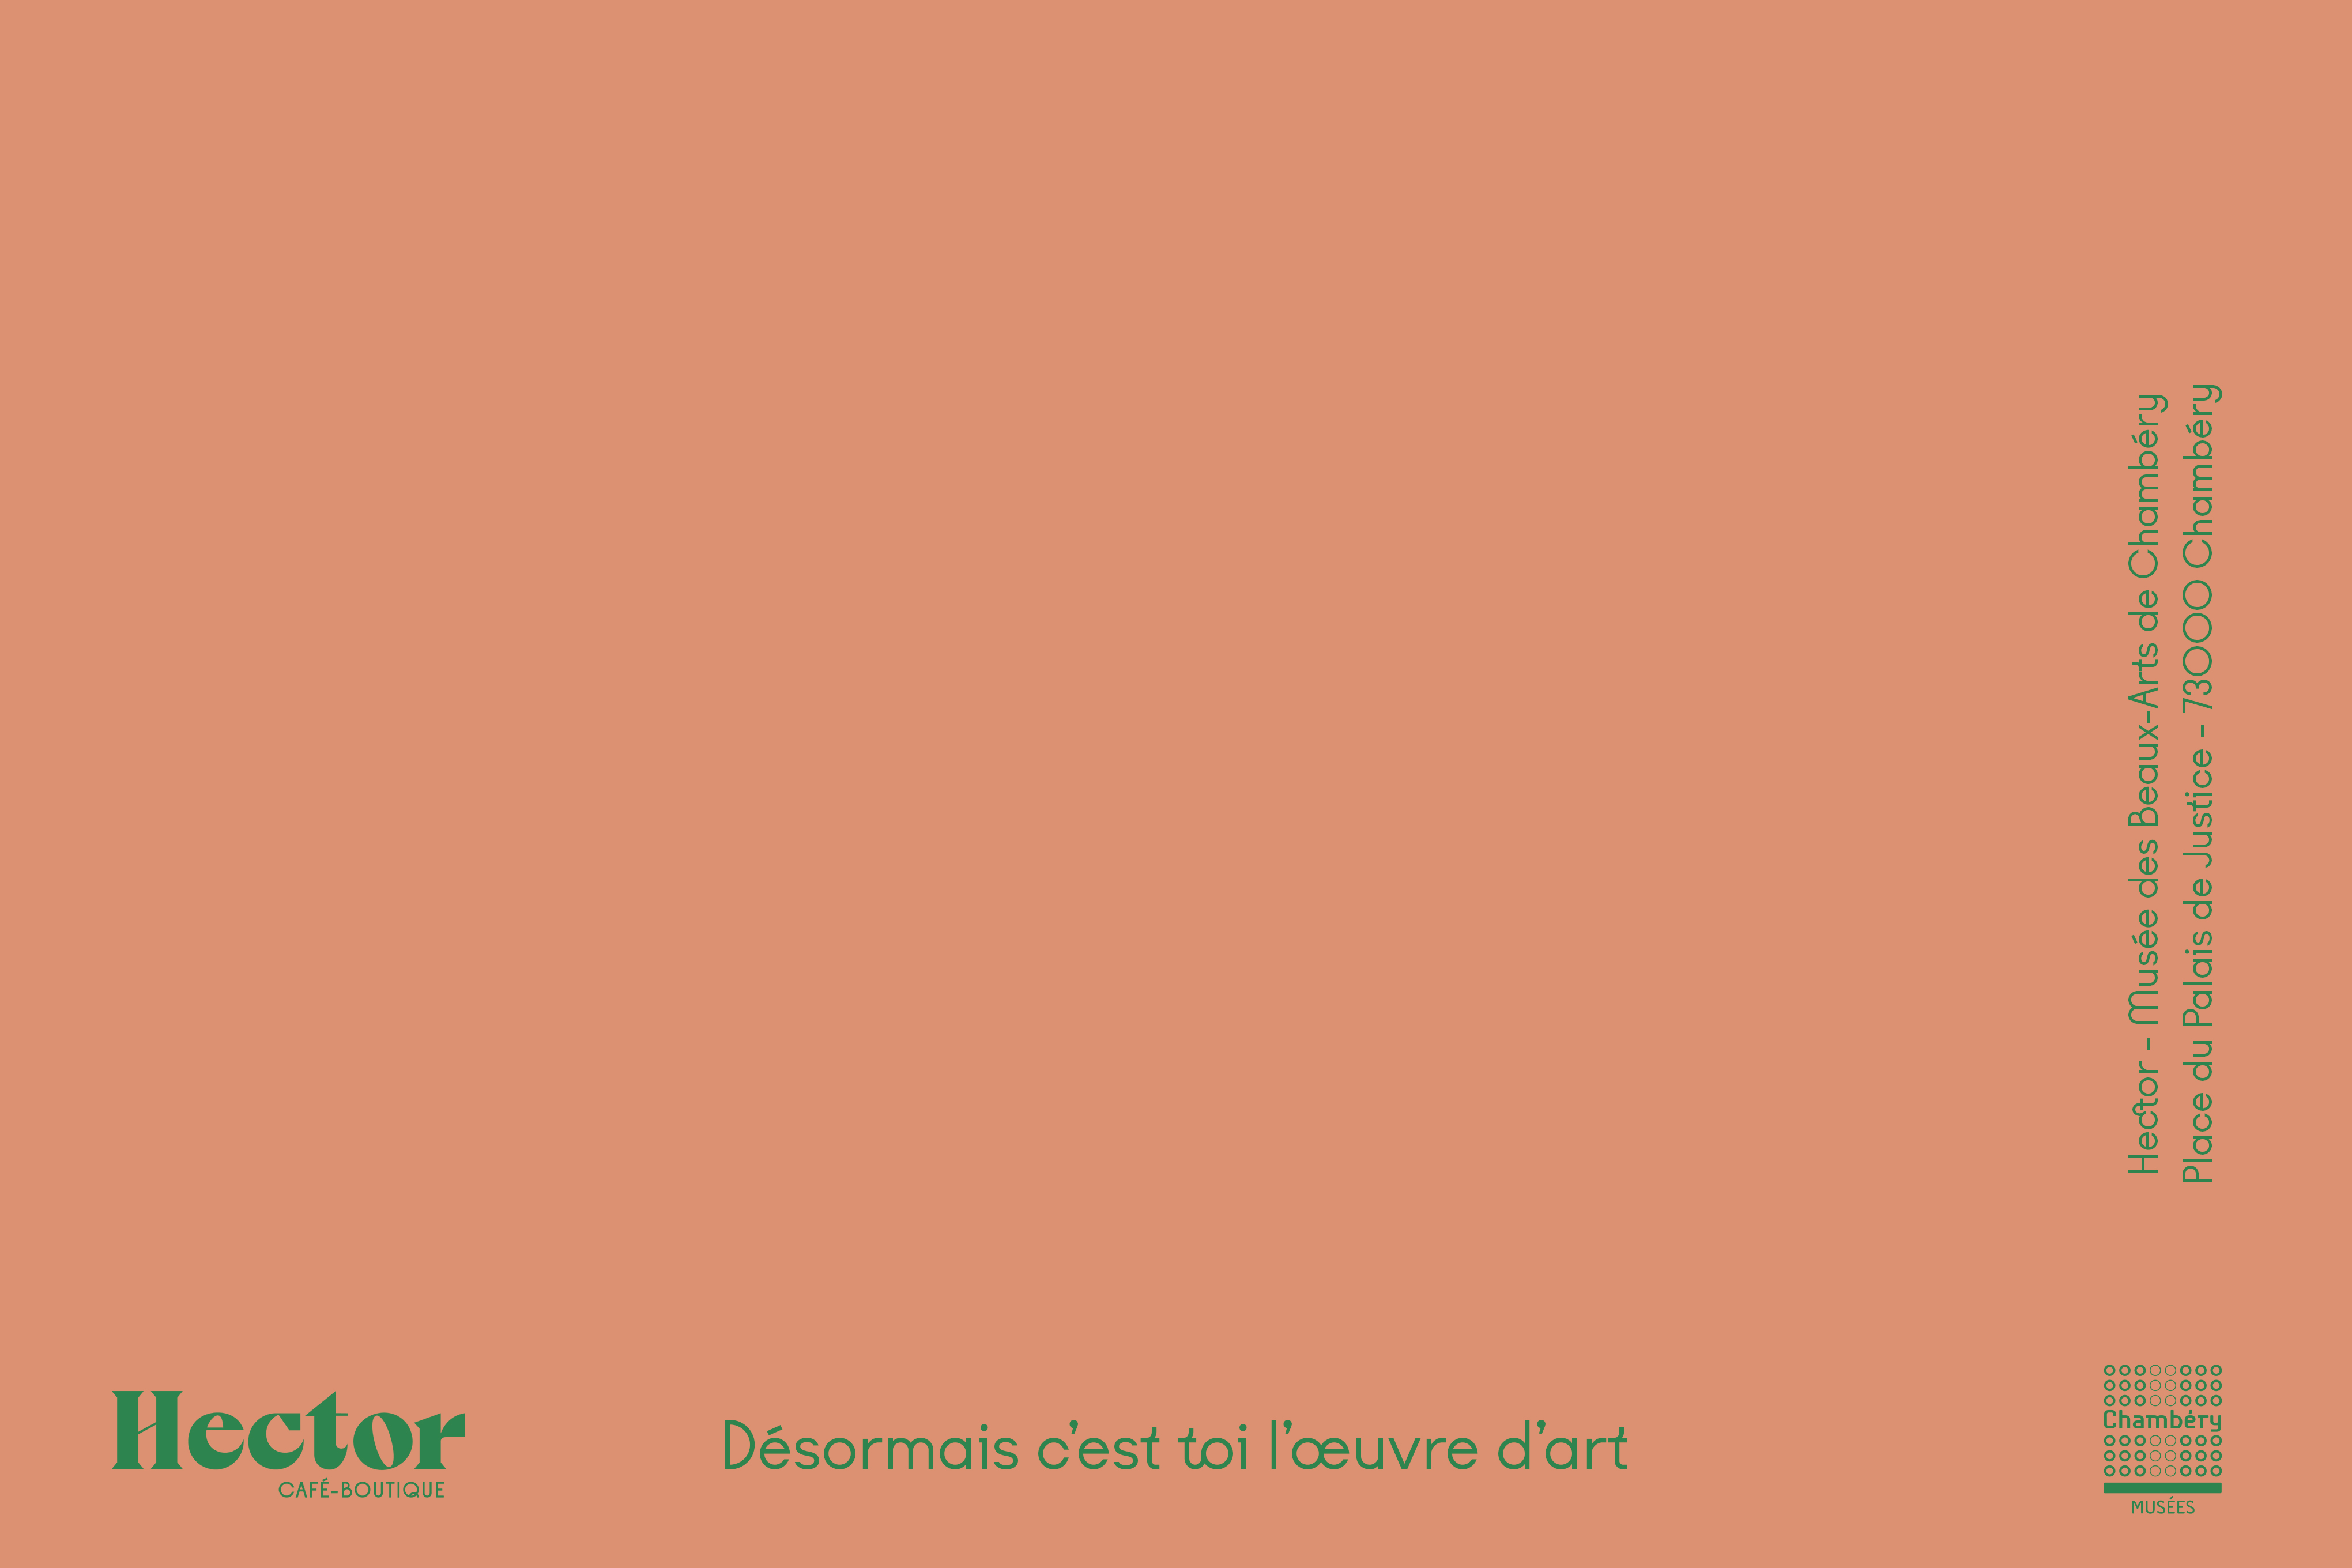 Hector - Musée des Beaux-Arts de Chambéry
Place du Palais de Justice - 73000 Chambéry
Hector
CAFÉ-BOUTIQUE
Désormais c’est toi l’œuvre d’art
Chambéry
MUSÉES